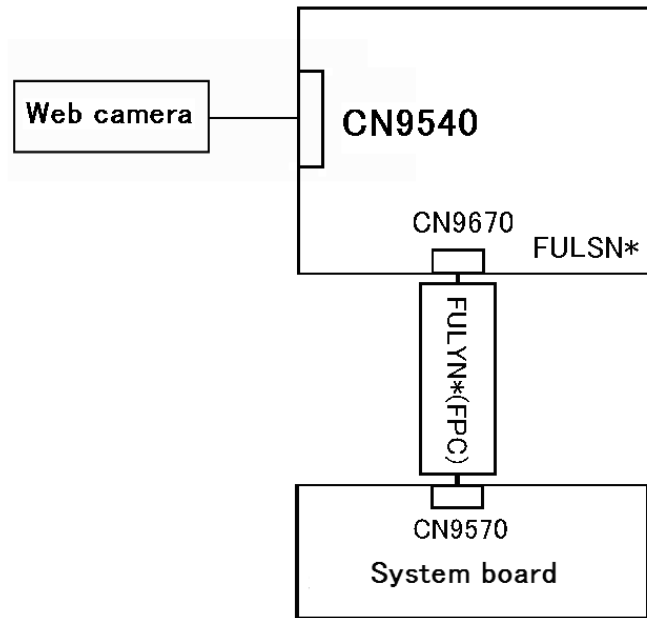 Web camera
CN9540
CN9670
FULSN*
FULYN*(FPC)
CN9570
System board